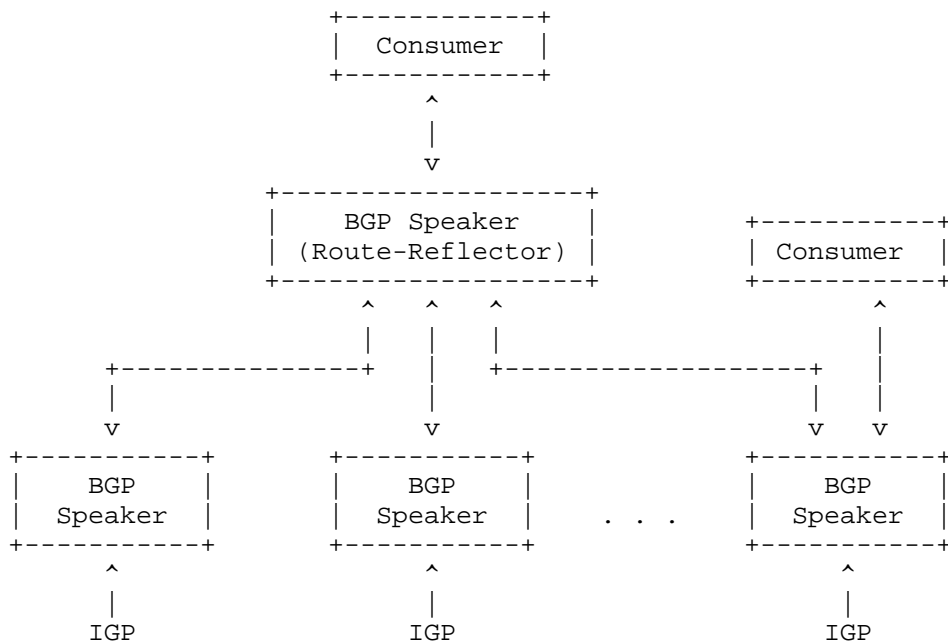 Consumer
BGP Speaker
(Route-Reflector)
Consumer
BGP
Speaker
BGP
Speaker
. . .
BGP
Speaker
IGP
IGP
IGP